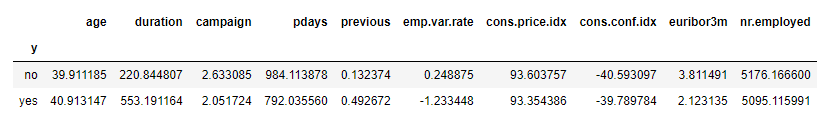 age duration campaign pdays previous emp.var.rate cons.price.idx cons.conf.idx euribor3m nr.employed
y
no 39.911185 220.844807 2.633085 984.113878 0.132374 0.248875 93.603757 -40.593097 3.811491 5176.166600
yes 40.913147 553.191164 2.051724 792.035560 0.492672 -1.233448 93.354386 -39.789784 2.123135 5095.115991